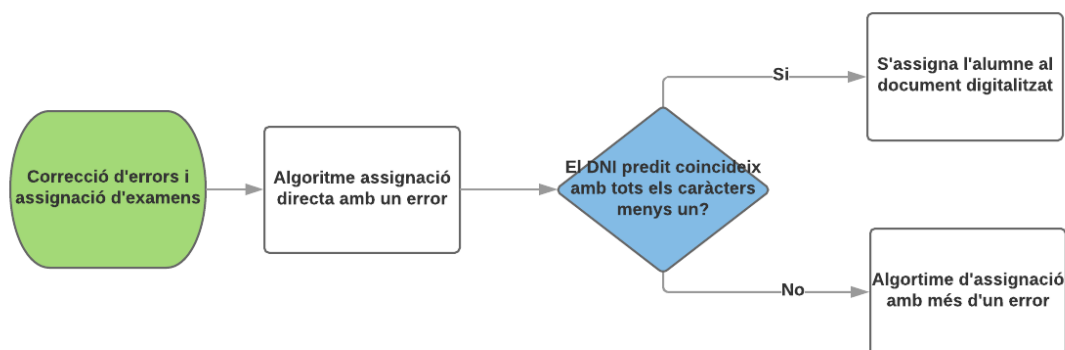 Correcció d'errors i
assignació d'examens
Algoritme assignació
directa amb un error
El DNI predit coincideix
amb tots els caràcters
menys un?
Si
S'assigna l'alumne al
document digitalitzat
No
Algortime d'assignació
amb més d'un error